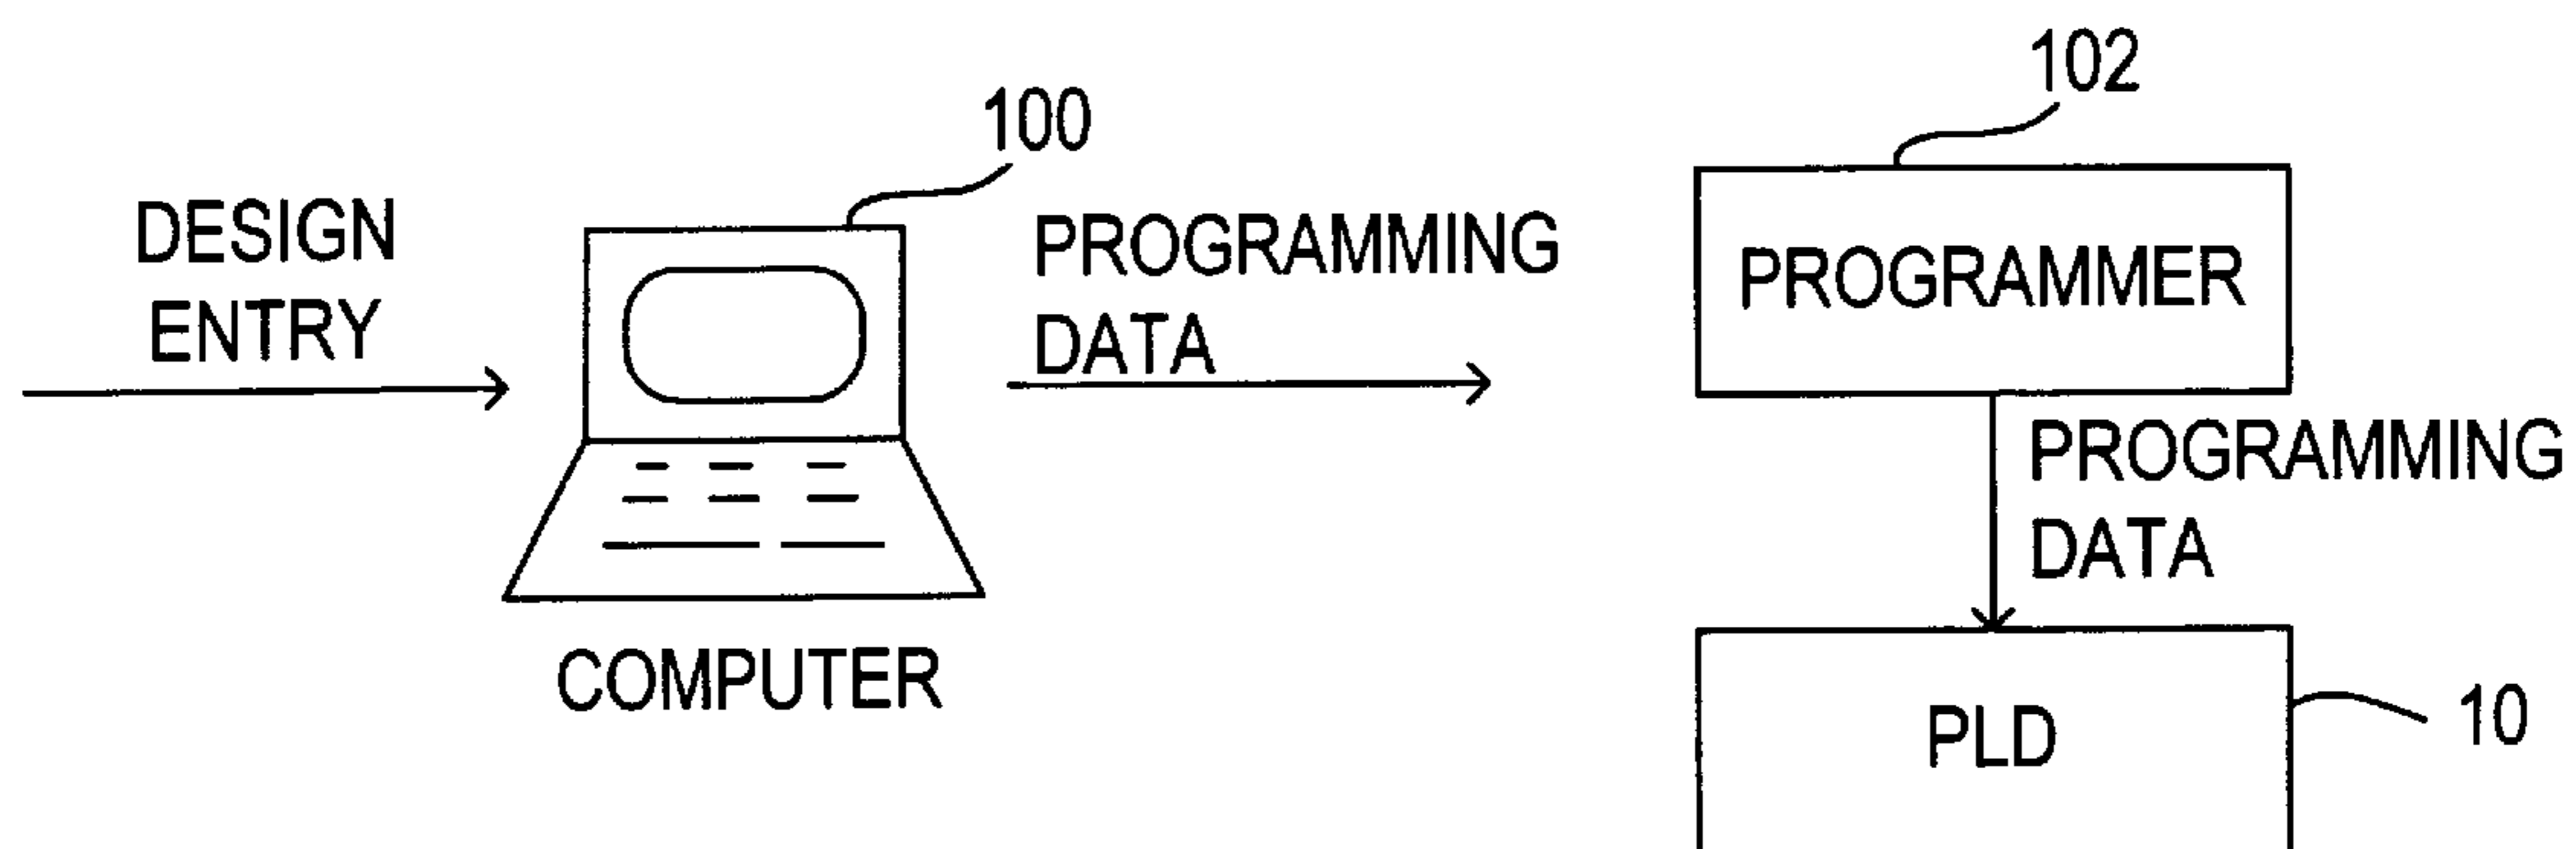 102
100
DESIGN
ENTRY
PROGRAMMING
DATA
PROGRAMMER
PROGRAMMING
DATA
COMPUTER
PLD
10